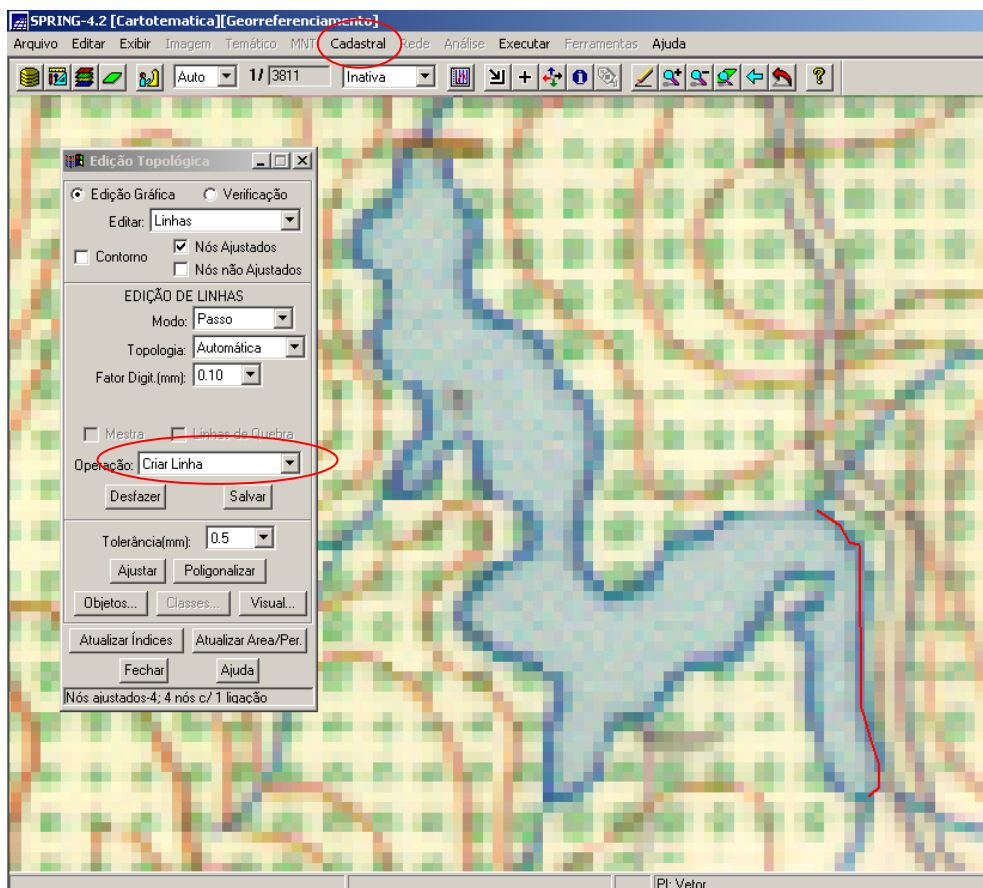 SPRING-4.2 [Cartotematica][Georreferenciamento]
Arquivo Editar Exibir Imagem Temático MNT Cadastral Rede Análise Executar Ferramentas Ajuda
Auto 1/ 3811 Inativa
Edição Topológica
Edição Gráfica Verificação
Editar: Linhas
Contorno Nós Ajustados
Nós não Ajustados
EDIÇÃO DE LINHAS
Modo: Passo
Topologia: Automática
Fator Digit.(mm): 0.10
Mestra Linhas de Quebra
Operação: Criar Linha
Desfazer Salvar
Tolerância(mm): 0.5
Ajustar Poligonalizar
Objetos... Classes... Visual...
Atualizar Índices Atualizar Area/Per.
Fechar Ajuda
Nós ajustados-4; 4 nós c/ 1 ligação
PI: Vetor